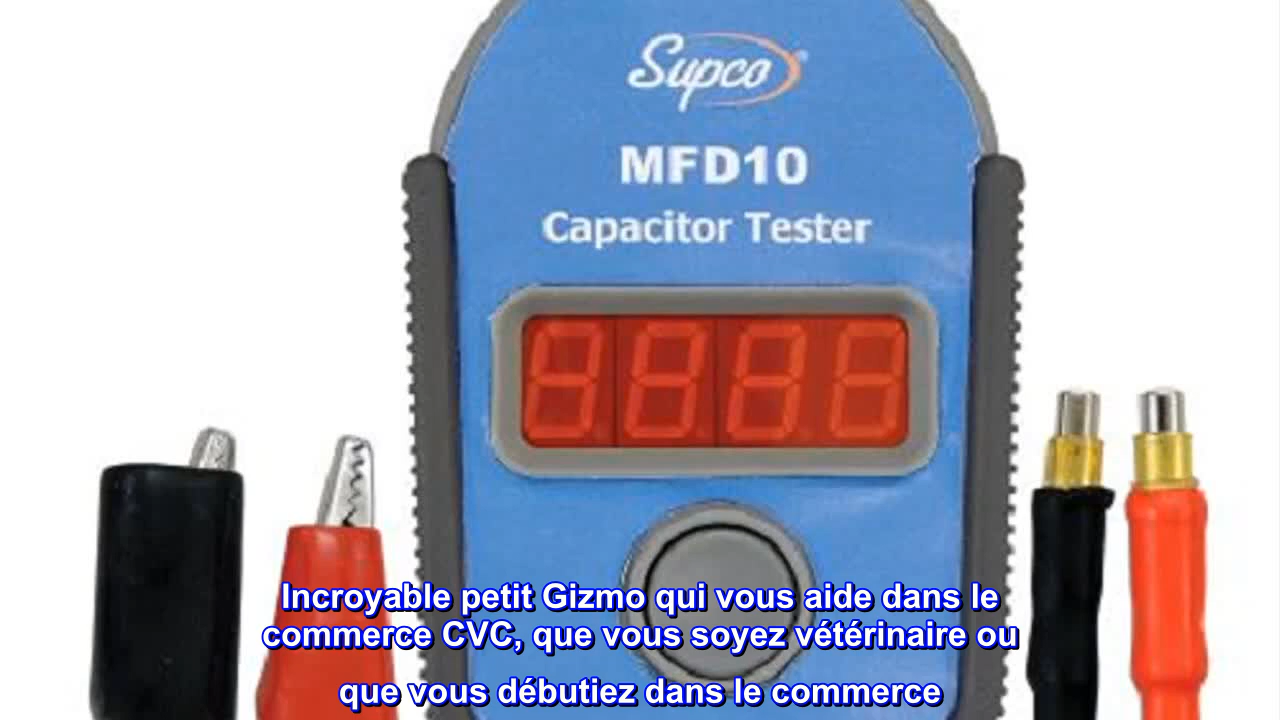 Supco
MFD10
Capacitor Tester
8888
Incroyable petit Gizmo qui vous aide dans le
commerce CVC, que vous soyez vétérinaire ou
que vous débutiez dans le commerce